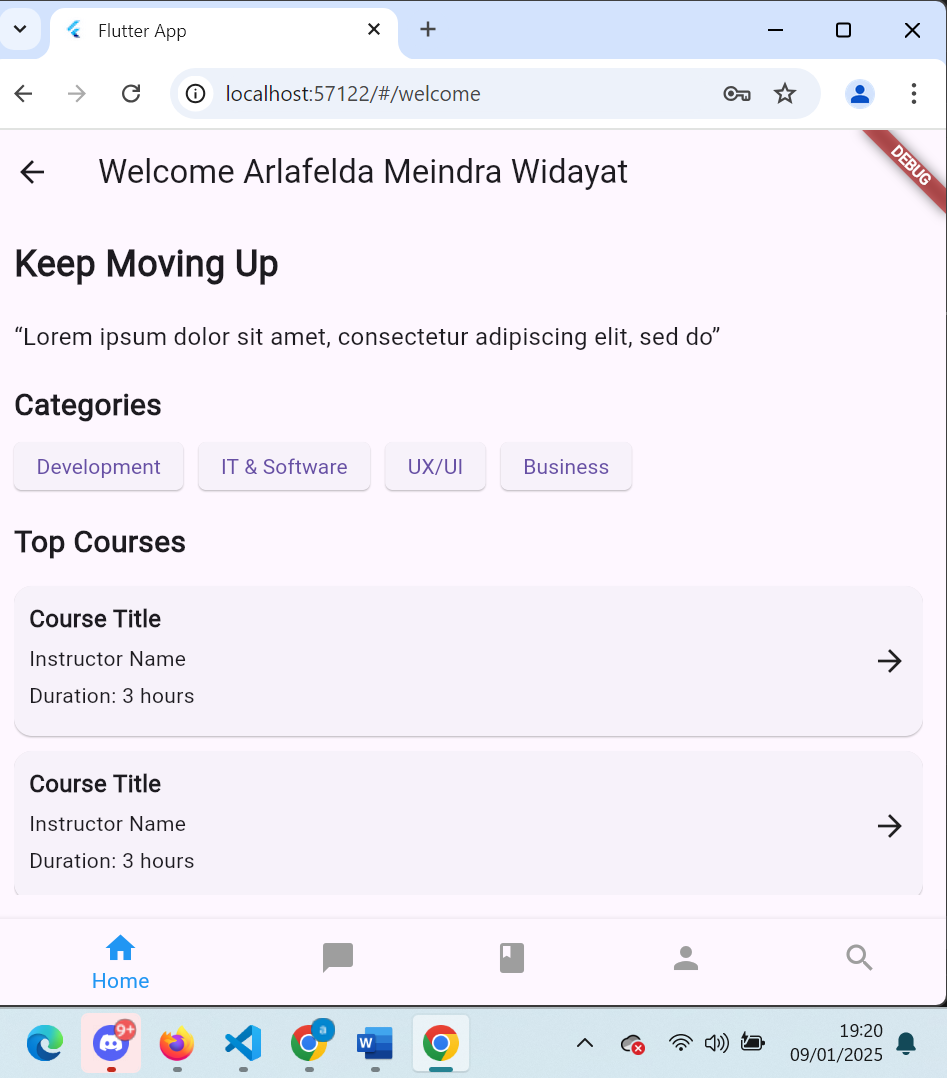 Flutter App
localhost:57122/#/welcome
Welcome Arlafelda Meindra Widayat
DEBUG
Keep Moving Up
“Lorem ipsum dolor sit amet, consectetur adipiscing elit, sed do”
Categories
Development IT & Software UX/UI Business
Top Courses
Course Title
Instructor Name
Duration: 3 hours
Course Title
Instructor Name
Duration: 3 hours
Home
9+
a
W
19:20
09/01/2025